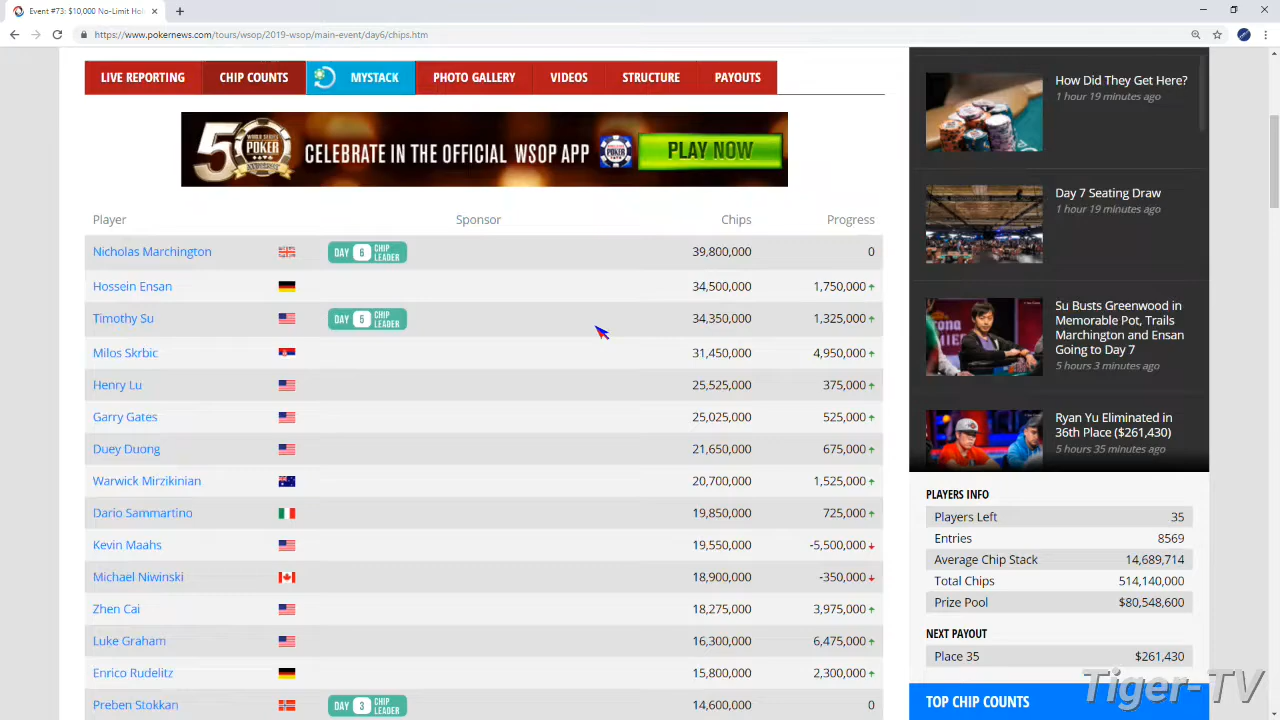 Event #73: $10,000 No-Limit Hol
https://www.pokernews.com/tours/wsop/2019-wsop/main-event/day6/chips.htm
LIVE REPORTING CHIP COUNTS MYSTACK PHOTO GALLERY VIDEOS STRUCTURE PAYOUTS
50 WORLD SERIES POKER CELEBRATE IN THE OFFICIAL WSOP APP PLAY NOW
Player Sponsor Chips Progress
Nicholas Marchington DAY 6 CHIP LEADER 39,800,000 0
Hossein Ensan 34,500,000 1,750,000
Timothy Su DAY 5 CHIP LEADER 34,350,000 1,325,000
Milos Skrbic 31,450,000 4,950,000
Henry Lu 25,525,000 375,000
Garry Gates 25,025,000 525,000
Duey Duong 21,650,000 675,000
Warwick Mirzikinian 20,700,000 1,525,000
Dario Sammartino 19,850,000 725,000
Kevin Maahs 19,550,000 -5,500,000
Michael Niwinski 18,900,000 -350,000
Zhen Cai 18,275,000 3,975,000
Luke Graham 16,300,000 6,475,000
Enrico Rudelitz 15,800,000 2,300,000
Preben Stokkan DAY 3 CHIP LEADER 14,600,000 0
How Did They Get Here?
1 hour 19 minutes ago
Day 7 Seating Draw
1 hour 19 minutes ago
Su Busts Greenwood in
Memorable Pot, Trails
Marchington and Ensan
Going to Day 7
5 hours 3 minutes ago
Ryan Yu Eliminated in
36th Place ($261,430)
5 hours 35 minutes ago
PLAYERS INFO
Players Left 35
Entries 8569
Average Chip Stack 14,689,714
Total Chips 514,140,000
Prize Pool $80,548,600
NEXT PAYOUT
Place 35 $261,430
TOP CHIP COUNTS
Tiger-TV